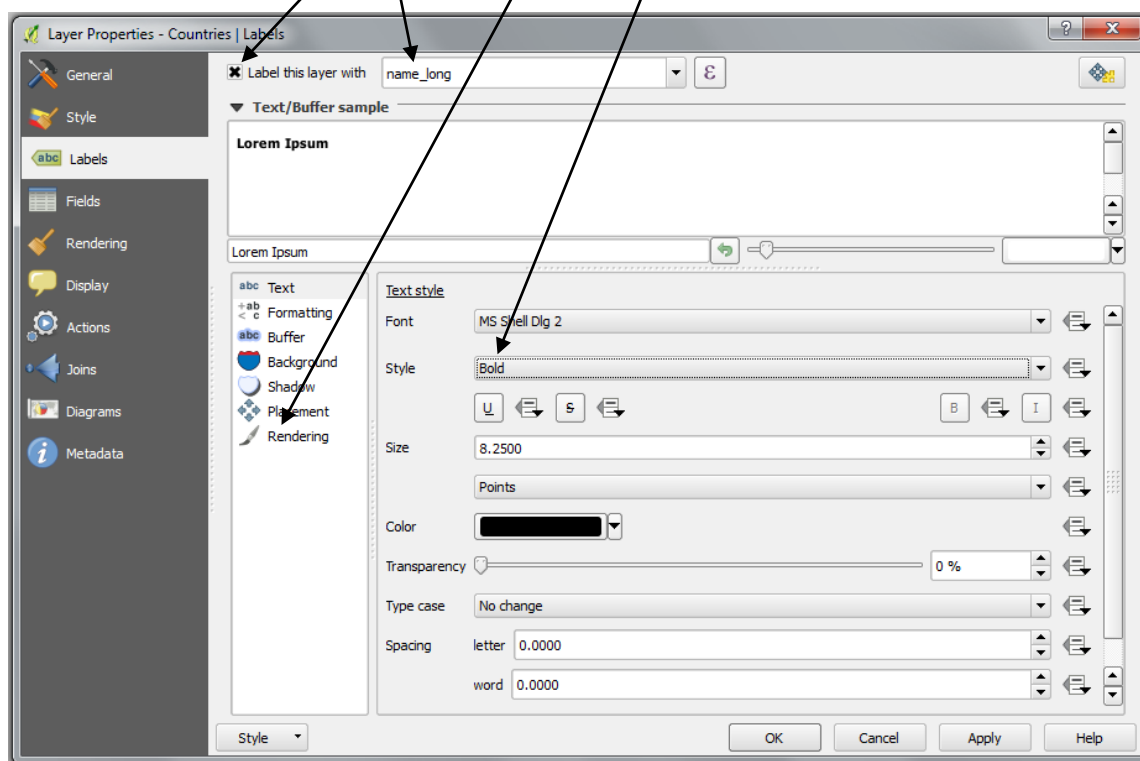 Layer Properties - Countries | Labels
General
Style
Labels
Fields
Rendering
Display
Actions
Joins
Diagrams
Metadata
Label this layer with name_long ε
Text/Buffer sample
Lorem Ipsum
Lorem Ipsum
abc Text
+ab < c Formatting
abc Buffer
Background
Shadow
Placement
Rendering
Text style
Font MS Shell Dlg 2
Style Bold
U S B I
Size 8.2500
Points
Color
Transparency 0 %
Type case No change
Spacing letter 0.0000
word 0.0000
Style OK Cancel Apply Help